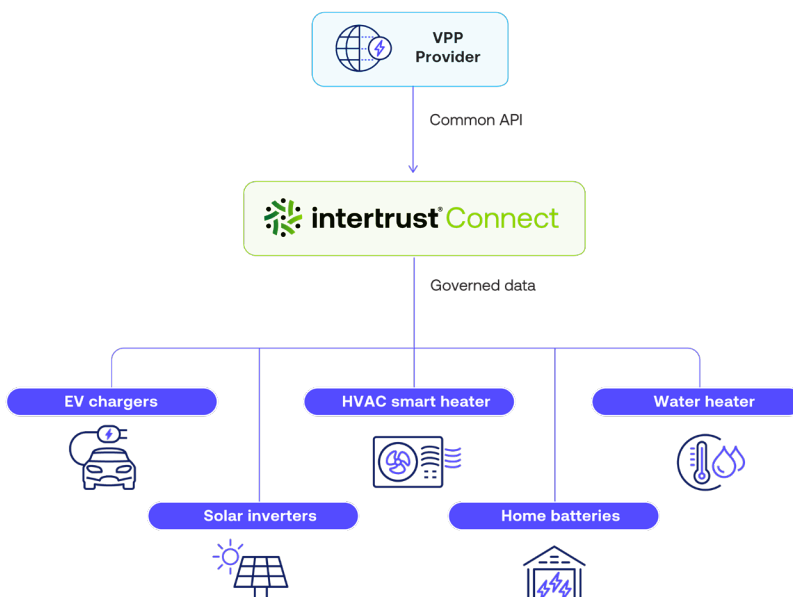 VPP
Provider
Common API
intertrust® Connect
Governed data
EV chargers
HVAC smart heater
Water heater
Solar inverters
Home batteries